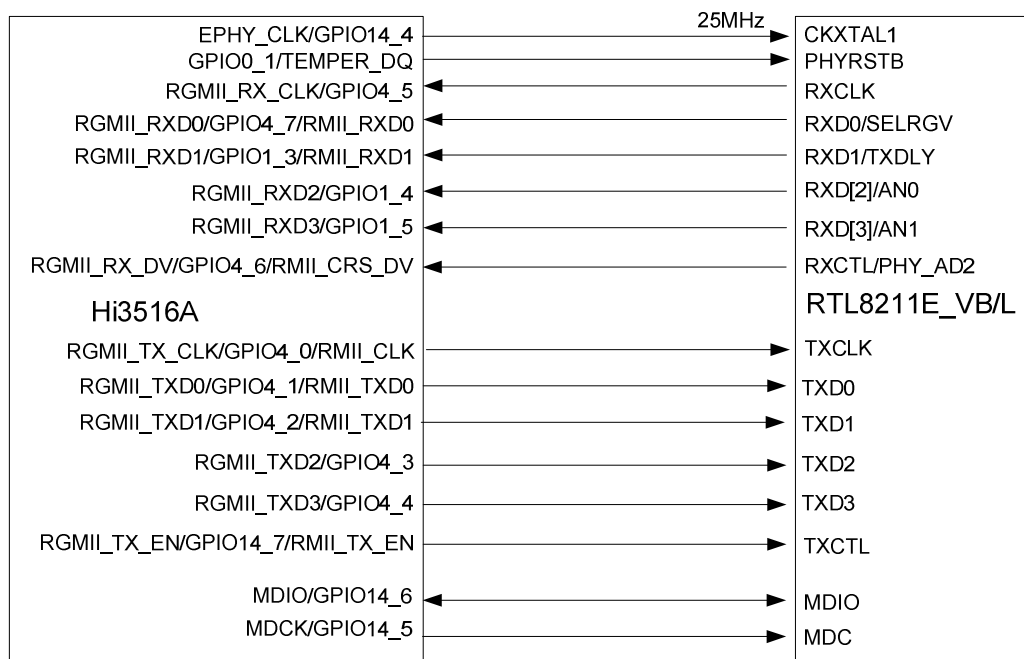 25MHz
EPHY_CLK/GPIO14_4 CKXTAL1
GPIO0_1/TEMPER_DQ PHYRSTB
RGMII_RX_CLK/GPIO4_5 RXCLK
RGMII_RXD0/GPIO4_7/RMII_RXD0 RXD0/SELRGV
RGMII_RXD1/GPIO1_3/RMII_RXD1 RXD1/TXDLY
RGMII_RXD2/GPIO1_4 RXD[2]/AN0
RGMII_RXD3/GPIO1_5 RXD[3]/AN1
RGMII_RX_DV/GPIO4_6/RMII_CRS_DV RXCTL/PHY_AD2
Hi3516A RTL8211E_VB/L
RGMII_TX_CLK/GPIO4_0/RMII_CLK TXCLK
RGMII_TXD0/GPIO4_1/RMII_TXD0 TXD0
RGMII_TXD1/GPIO4_2/RMII_TXD1 TXD1
RGMII_TXD2/GPIO4_3 TXD2
RGMII_TXD3/GPIO4_4 TXD3
RGMII_TX_EN/GPIO14_7/RMII_TX_EN TXCTL
MDIO/GPIO14_6 MDIO
MDCK/GPIO14_5 MDC